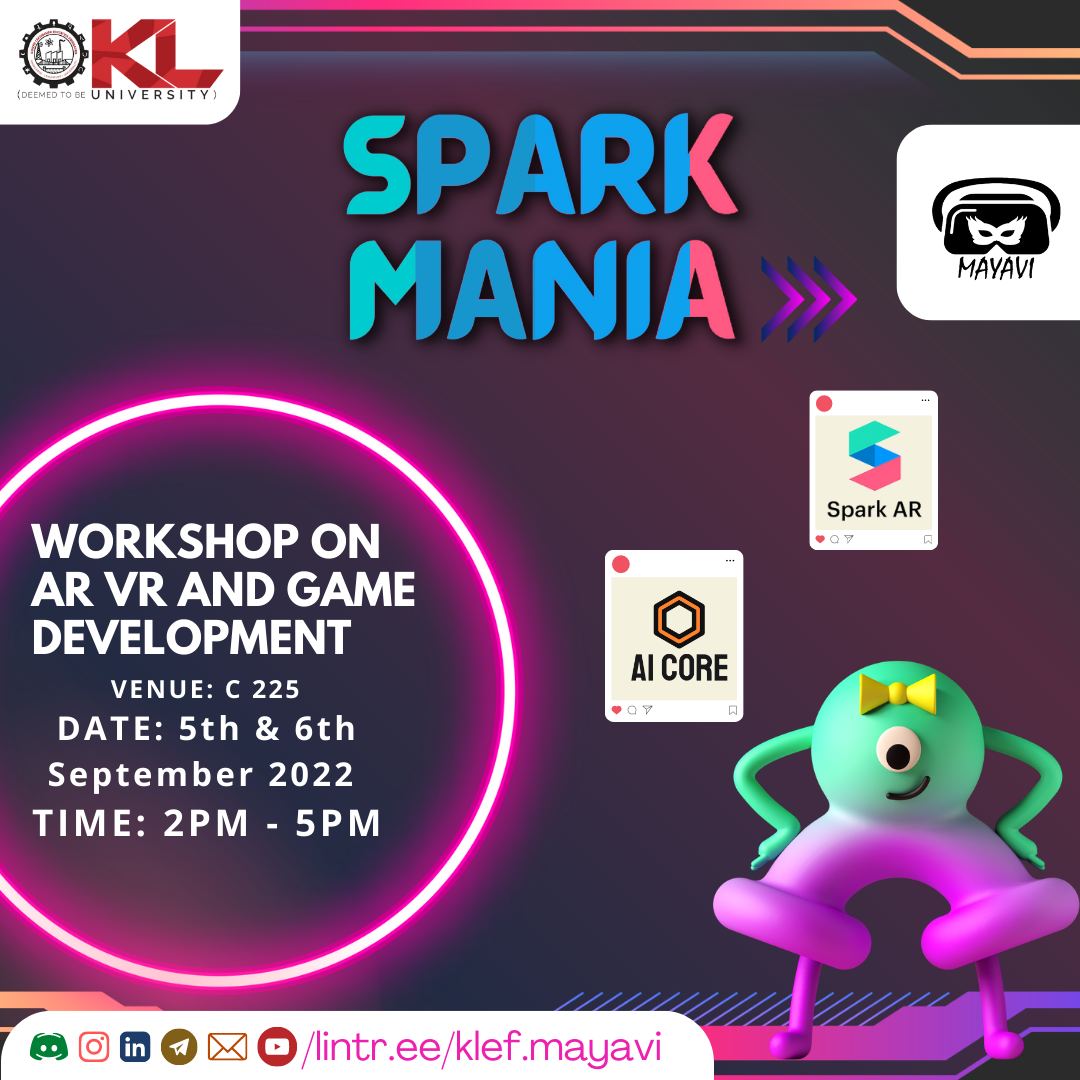 KL
(DEEMED TO BE UNIVERSITY)
SPARK
MANIA
MAYAVI
Spark AR
AI CORE
WORKSHOP ON
AR VR AND GAME
DEVELOPMENT
VENUE: C 225
DATE: 5th & 6th
September 2022
TIME: 2PM - 5PM
/lintr.ee/klef.mayavi